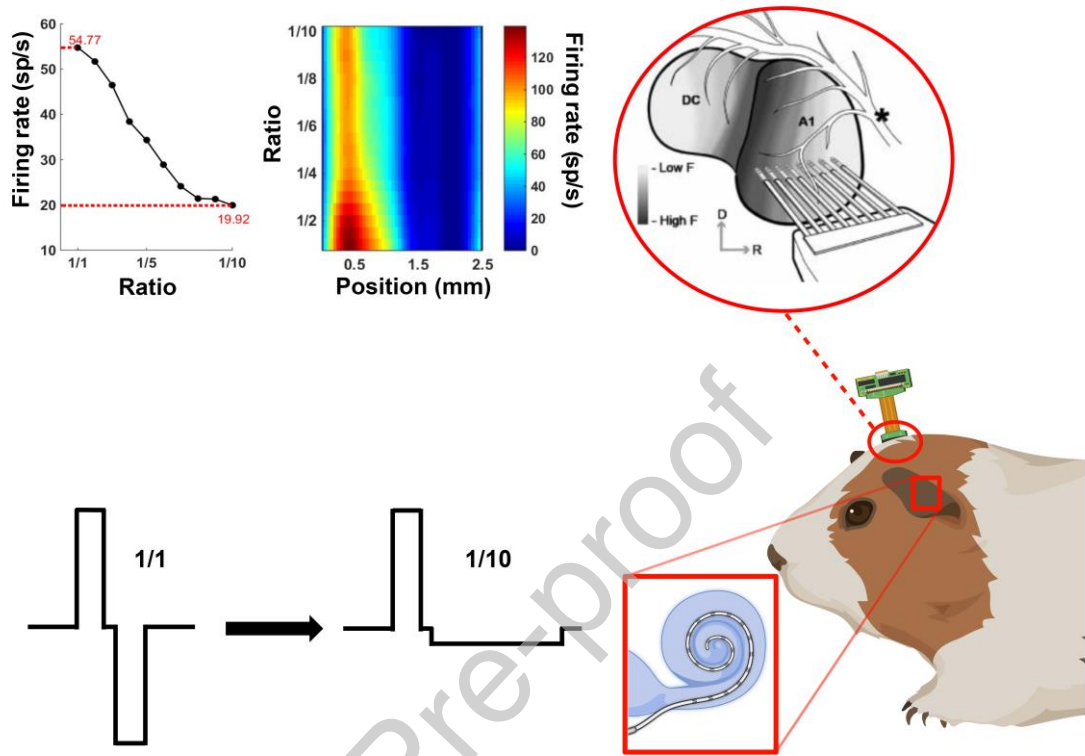 60
50
40
30
20
10
Firing rate (sp/s)
54.77
19.92
1/1
1/5
1/10
Ratio
1/10
1/8
1/6
1/4
1/2
Ratio
0.5
1.5
2.5
Position (mm)
120
100
80
60
40
20
0
Firing rate (sp/s)
DC
A1
*
- Low F
- High F
D
R
1/1
1/10
Pre-proof